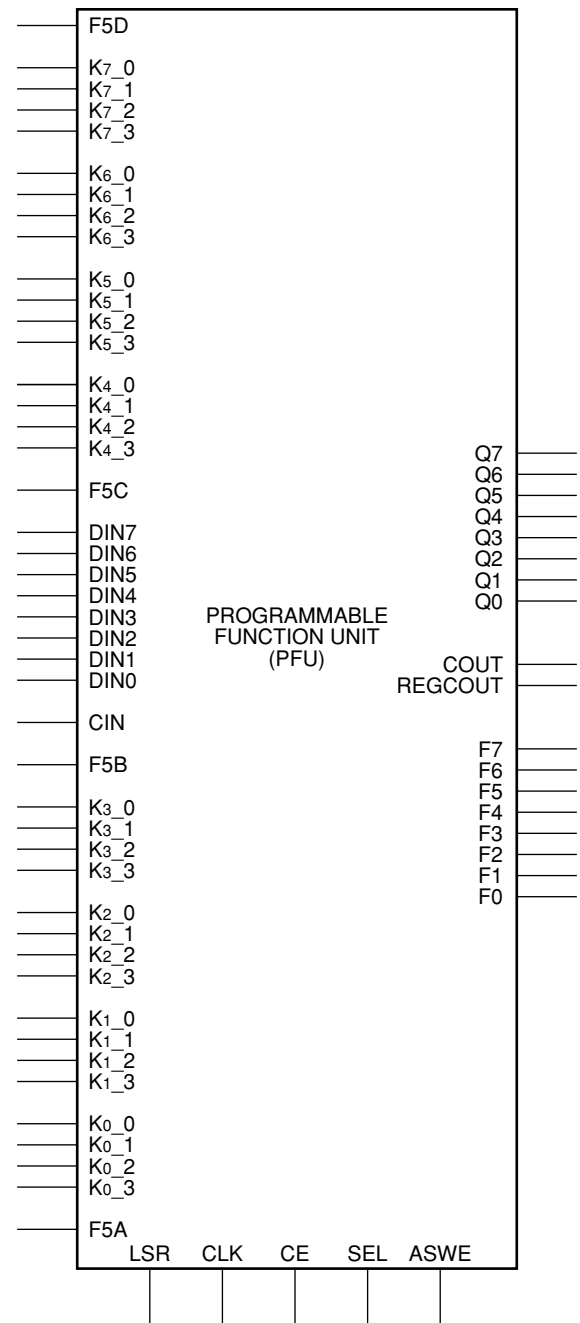 F5D
K7_0
K7_1
K7_2
K7_3
K6_0
K6_1
K6_2
K6_3
K5_0
K5_1
K5_2
K5_3
K4_0
K4_1
K4_2
K4_3
F5C
DIN7
DIN6
DIN5
DIN4
DIN3
DIN2
DIN1
DIN0
CIN
F5B
K3_0
K3_1
K3_2
K3_3
K2_0
K2_1
K2_2
K2_3
K1_0
K1_1
K1_2
K1_3
K0_0
K0_1
K0_2
K0_3
F5A
PROGRAMMABLE
FUNCTION UNIT
(PFU)
Q7
Q6
Q5
Q4
Q3
Q2
Q1
Q0
COUT
REGCOUT
F7
F6
F5
F4
F3
F2
F1
F0
LSR CLK CE SEL ASWE